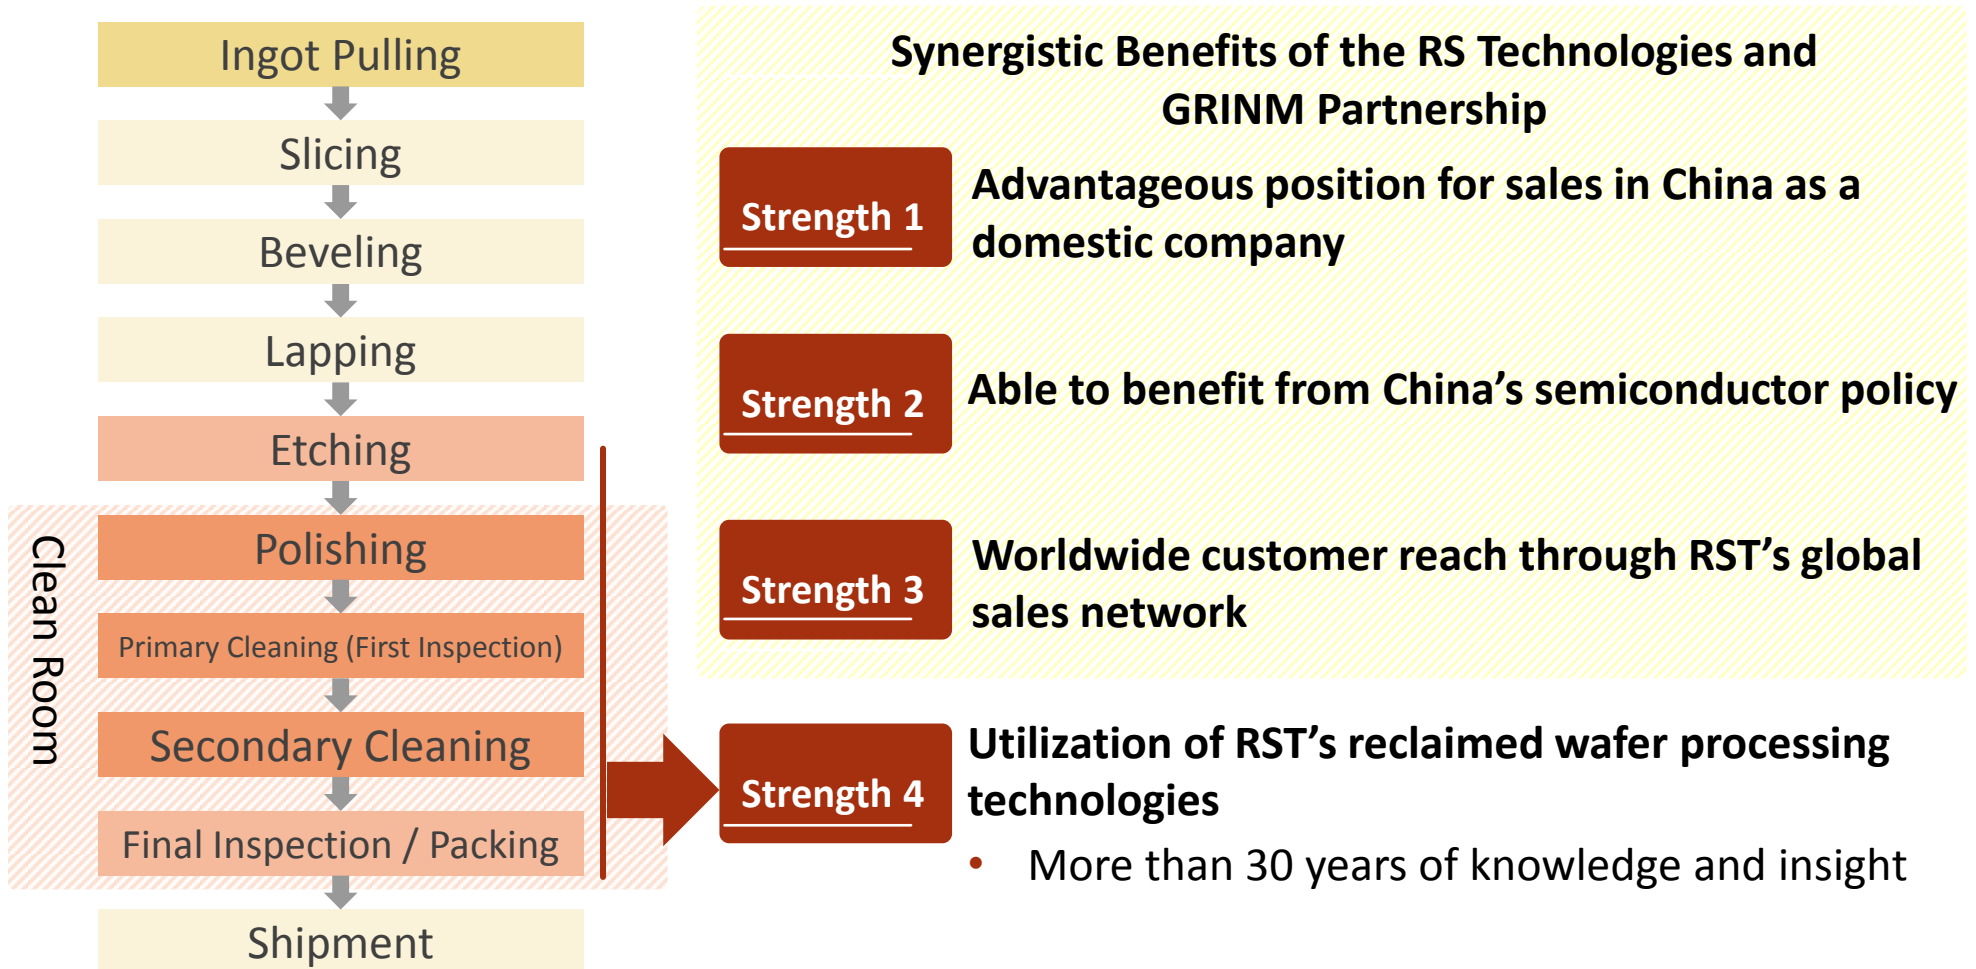 Ingot Pulling
Slicing
Beveling
Lapping
Etching
Clean Room
Polishing
Primary Cleaning (First Inspection)
Secondary Cleaning
Final Inspection / Packing
Shipment
Synergistic Benefits of the RS Technologies and
GRINM Partnership
Strength 1
Advantageous position for sales in China as a
domestic company
Strength 2
Able to benefit from China’s semiconductor policy
Strength 3
Worldwide customer reach through RST’s global
sales network
Strength 4
Utilization of RST’s reclaimed wafer processing
technologies
• More than 30 years of knowledge and insight